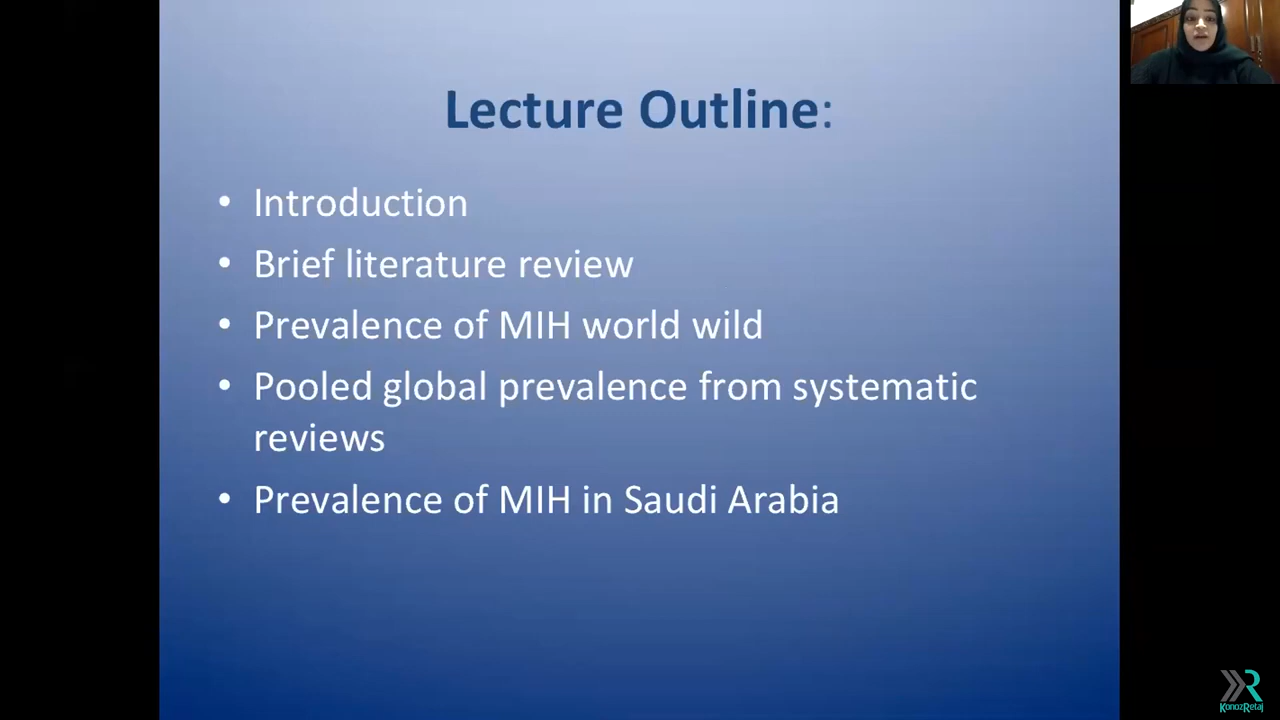 Lecture Outline:
• Introduction
• Brief literature review
• Prevalence of MIH world wild
• Pooled global prevalence from systematic
reviews
• Prevalence of MIH in Saudi Arabia
KonozRetaj